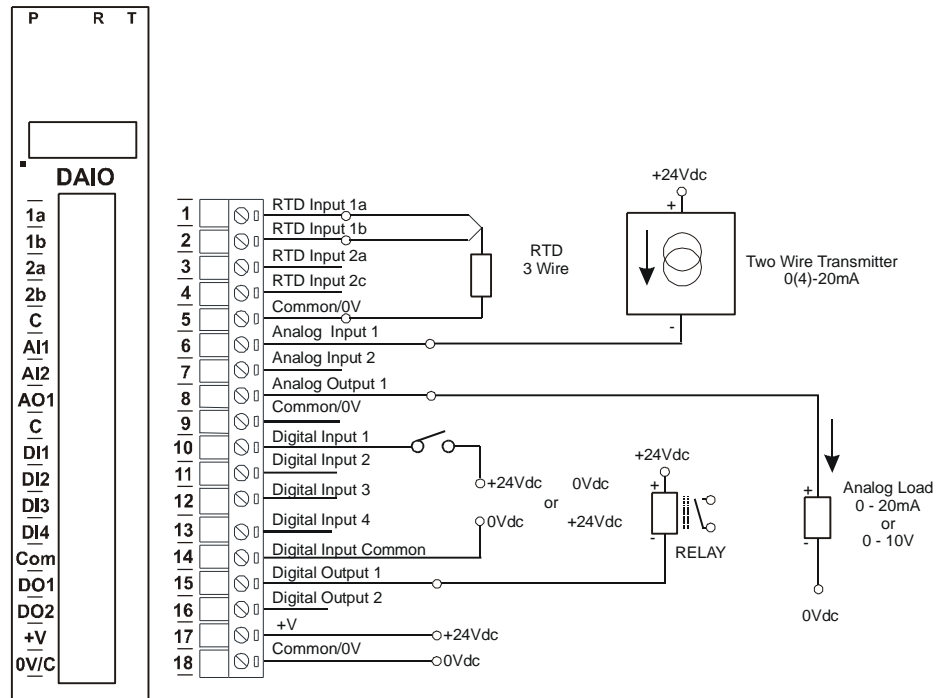 P R T
DAIO
1a
1b
2a
2b
C
AI1
AI2
AO1
C
DI1
DI2
DI3
DI4
Com
DO1
DO2
+V
0V/C
1 RTD Input 1a
2 RTD Input 1b
3 RTD Input 2a
4 RTD Input 2c
5 Common/0V
6 Analog Input 1
7 Analog Input 2
8 Analog Output 1
9 Common/0V
10 Digital Input 1
11 Digital Input 2
12 Digital Input 3
13 Digital Input 4
14 Digital Input Common
15 Digital Output 1
16 Digital Output 2
17 +V
18 Common/0V
RTD
3 Wire
+24Vdc
+
-
Two Wire Transmitter
0(4)-20mA
+24Vdc 0Vdc
or
0Vdc +24Vdc
+24Vdc
+
-
RELAY
+
-
Analog Load
0 - 20mA
or
0 - 10V
0Vdc
+24Vdc
0Vdc